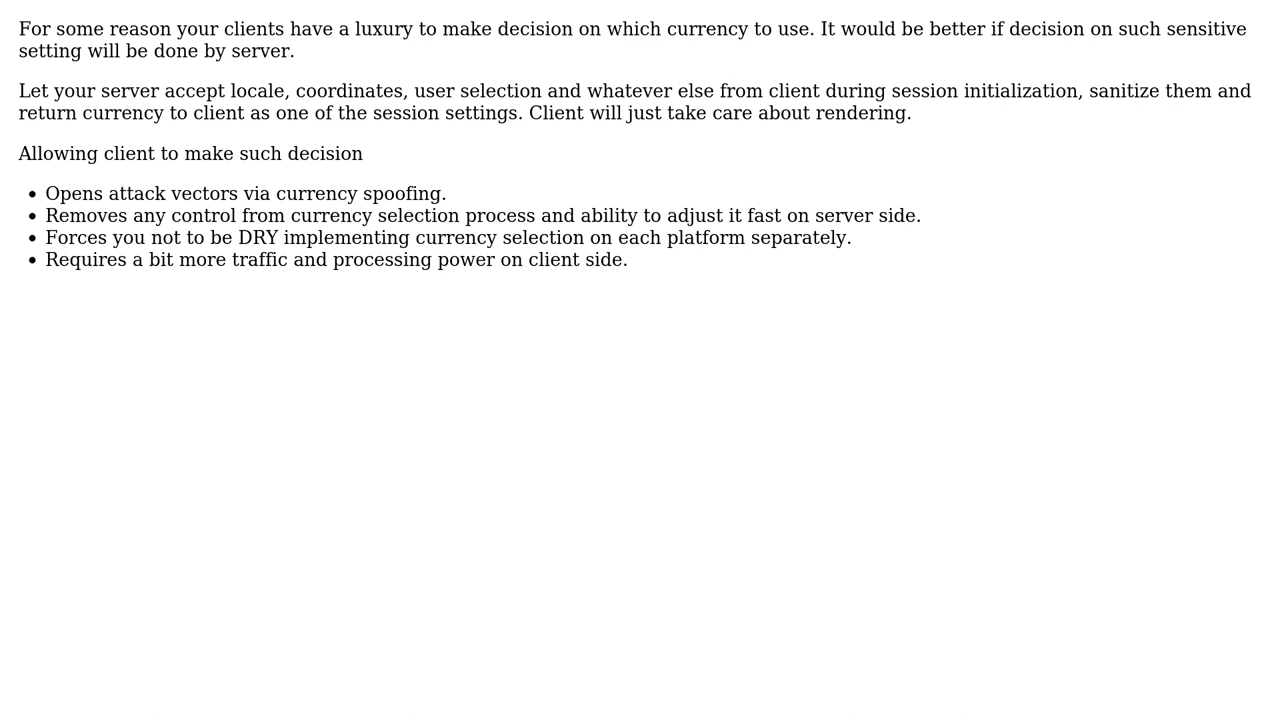 For some reason your clients have a luxury to make decision on which currency to use. It would be better if decision on such sensitive
setting will be done by server.
Let your server accept locale, coordinates, user selection and whatever else from client during session initialization, sanitize them and
return currency to client as one of the session settings. Client will just take care about rendering.
Allowing client to make such decision
• Opens attack vectors via currency spoofing.
• Removes any control from currency selection process and ability to adjust it fast on server side.
• Forces you not to be DRY implementing currency selection on each platform separately.
• Requires a bit more traffic and processing power on client side.